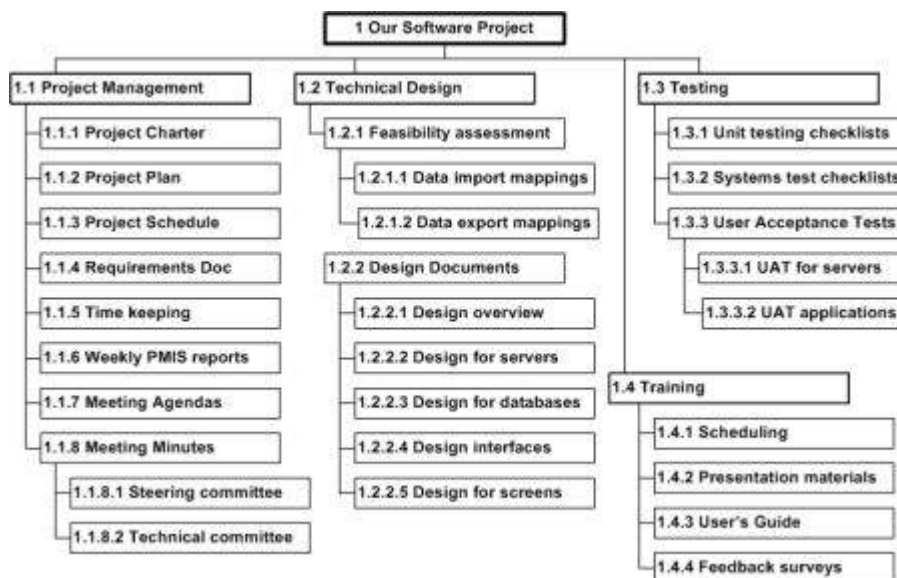 1 Our Software Project
1.1 Project Management
1.1.1 Project Charter
1.1.2 Project Plan
1.1.3 Project Schedule
1.1.4 Requirements Doc
1.1.5 Time keeping
1.1.6 Weekly PMIS reports
1.1.7 Meeting Agendas
1.1.8 Meeting Minutes
1.1.8.1 Steering committee
1.1.8.2 Technical committee
1.2 Technical Design
1.2.1 Feasibility assessment
1.2.1.1 Data import mappings
1.2.1.2 Data export mappings
1.2.2 Design Documents
1.2.2.1 Design overview
1.2.2.2 Design for servers
1.2.2.3 Design for databases
1.2.2.4 Design interfaces
1.2.2.5 Design for screens
1.3 Testing
1.3.1 Unit testing checklists
1.3.2 Systems test checklists
1.3.3 User Acceptance Tests
1.3.3.1 UAT for servers
1.3.3.2 UAT applications
1.4 Training
1.4.1 Scheduling
1.4.2 Presentation materials
1.4.3 User's Guide
1.4.4 Feedback surveys